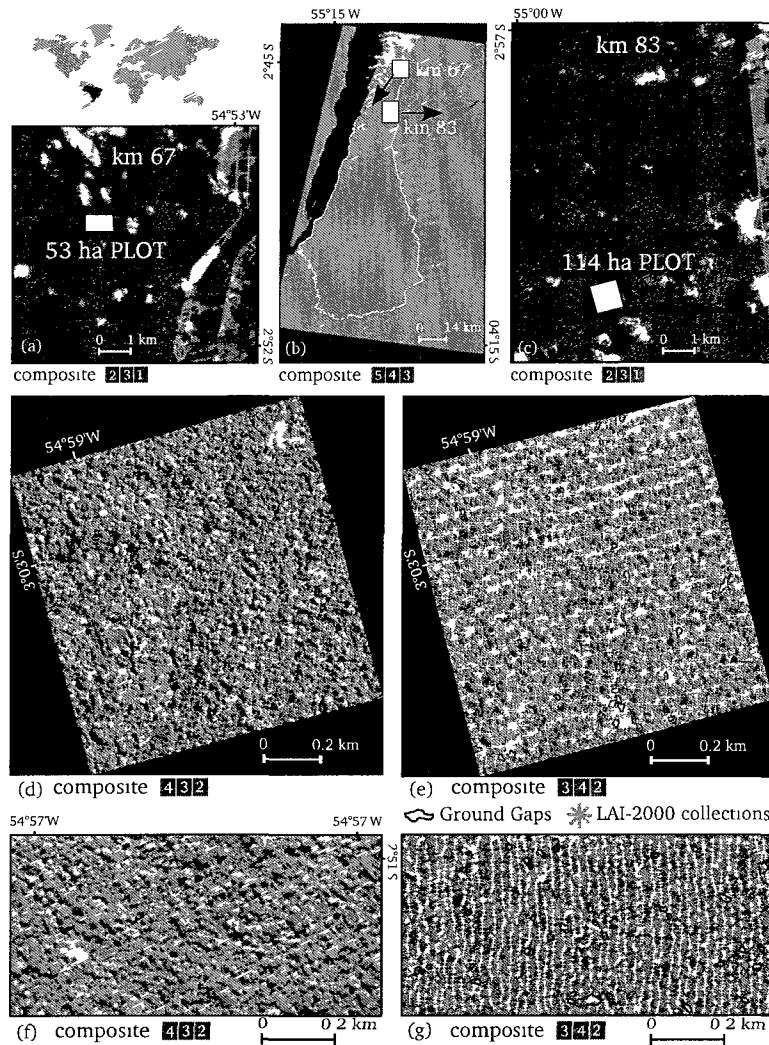 55°15 W
55°00 W
2°45 S
2°57 S
km 67
km 83
54°53 W
km 67
53 ha PLOT
(a) 0 1 km
2°52 S
composite 2 3 1
km 83
(b) 0 14 km
04°15 S
composite 5 4 3
114 ha PLOT
(c) 0 1 km
composite 2 3 1
54°59'W
3°03'S
0 0.2 km
(d) composite 4 3 2
54°59'W
3°03'S
0 0.2 km
(e) composite 3 4 2
Ground Gaps LAI-2000 collections
54°57'W 54°57'W
2°51 S
(f) composite 4 3 2 0 0 2 km
(g) composite 3 4 2 0 0 2 km